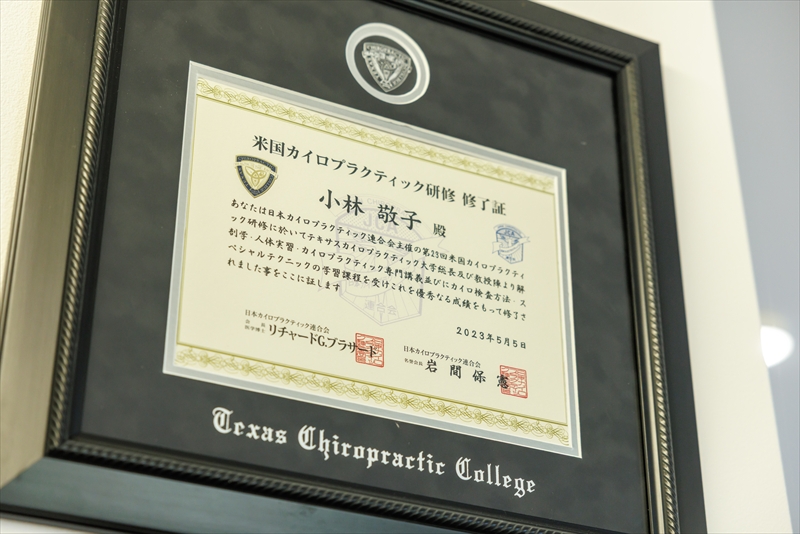 米国カイロプラクティック研修 修了証
小林 敬子 殿
あなたは日本カイロプラクティック連合会主催の第23回米国カイロプラクティ
ック研修に於いてテキサスカイロプラクティック大学総長及び教授陣より解
剖学・人体実習・カイロプラクティック専門講義並びにカイロ検査方法・ス
ペシャルテクニックの学習課程を受けこれを優秀なる成績をもって修了さ
れました事をここに証します
JCA
連合会
2023年5月5日
日本カイロプラクティック連合会
会長
リチャードG.ブラサード
日本カイロプラクティック連合会
岩間保憲
Texas Chiropractic College